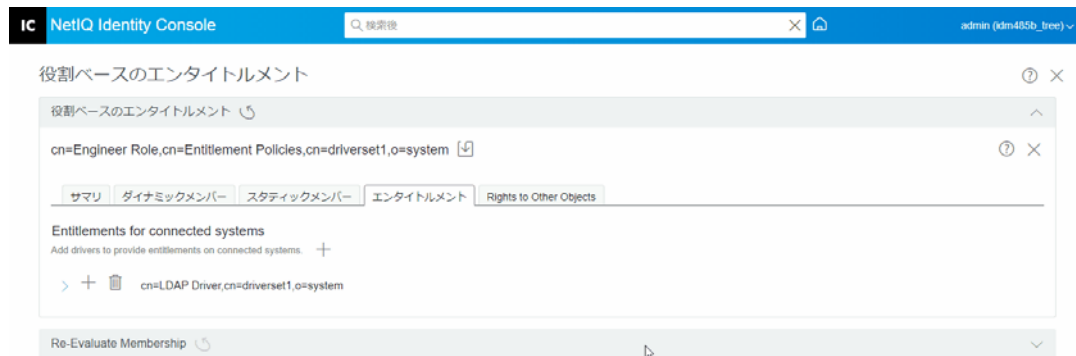 IC NetIQ Identity Console 検索後 admin (idm485b_tree)
役割ベースのエンタイトルメント
役割ベースのエンタイトルメント
cn=Engineer Role,cn=Entitlement Policies,cn=driverset1,o=system
サマリ ダイナミックメンバー スタティックメンバー エンタイトルメント Rights to Other Objects
Entitlements for connected systems
Add drivers to provide entitlements on connected systems.
cn=LDAP Driver,cn=driverset1,o=system
Re-Evaluate Membership